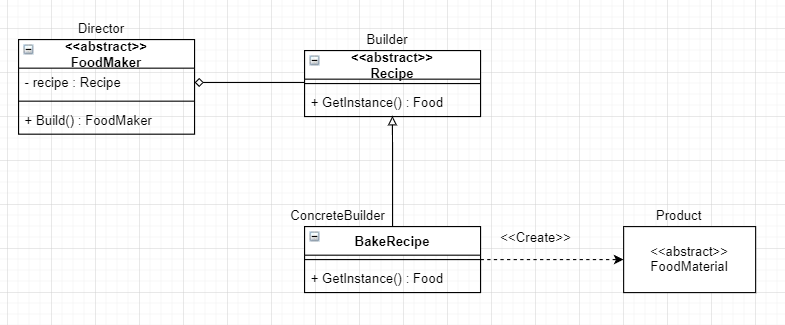 Director
<<abstract>>
FoodMaker
- recipe : Recipe
+ Build() : FoodMaker
Builder
<<abstract>>
Recipe
+ GetInstance() : Food
ConcreteBuilder
BakeRecipe
+ GetInstance() : Food
<<Create>>
Product
<<abstract>>
FoodMaterial